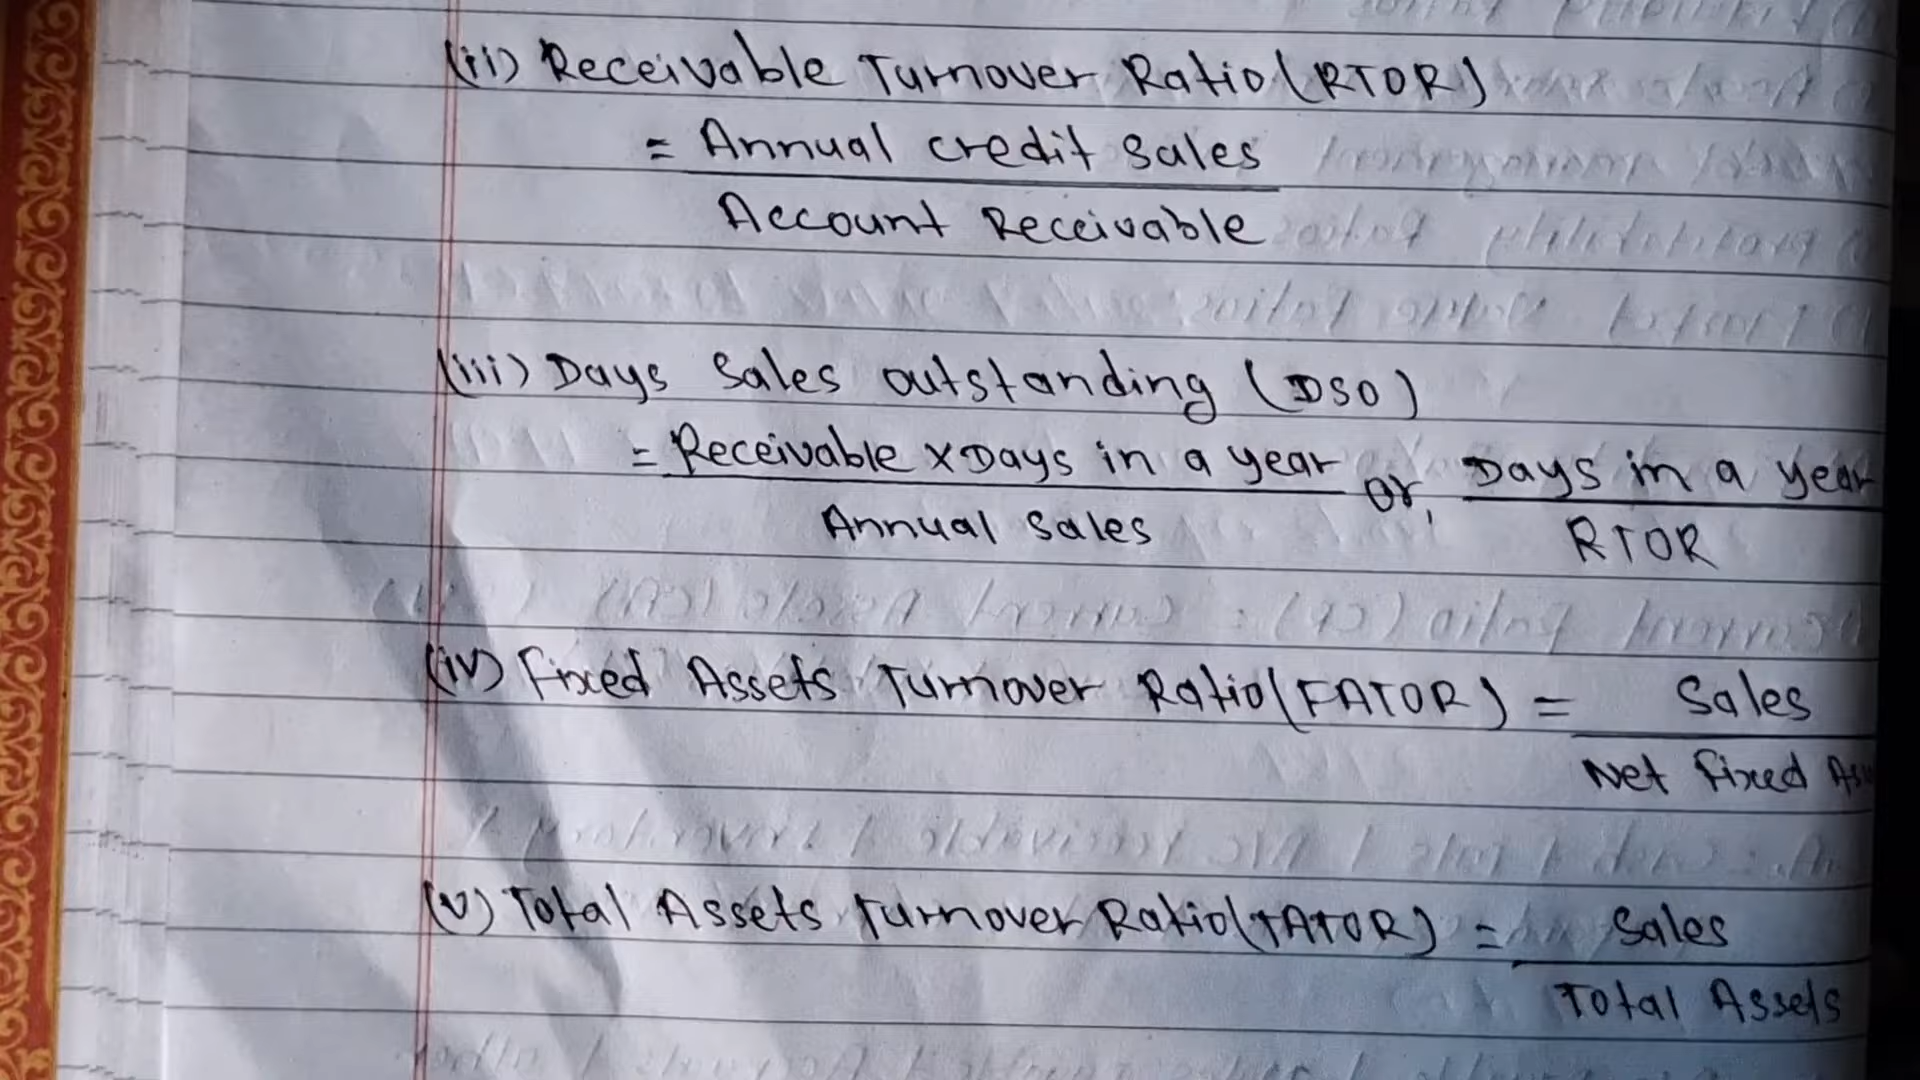 (ii) Receivable Turnover Ratio (RTOR)
= Annual credit sales
Account Receivable
(iii) Days Sales outstanding (DSO)
= Receivable x Days in a year or, Days in a year
Annual Sales RTOR
(iv) Fixed Assets Turnover Ratio (FATOR) = Sales
Net fixed
(v) Total Assets Turnover Ratio (TATOR) = Sales
Total Assets